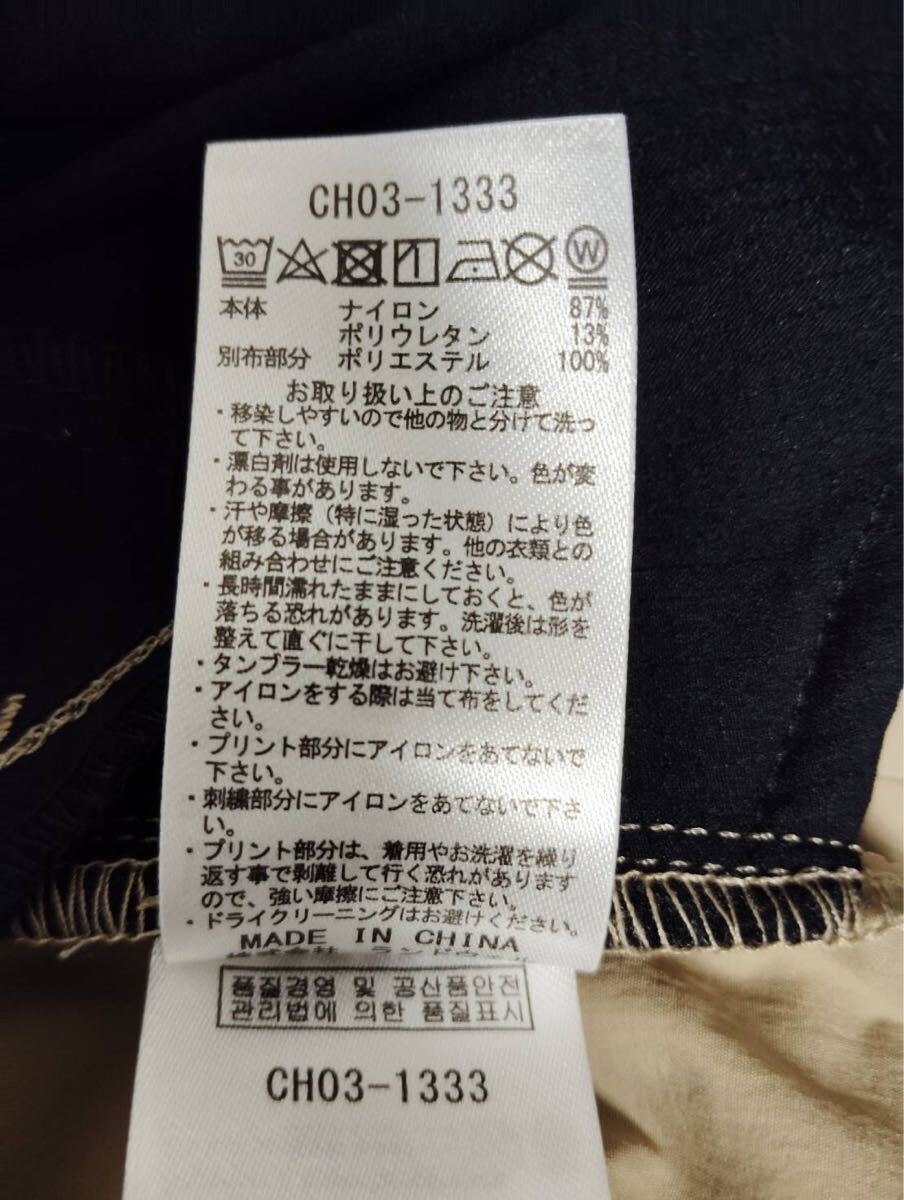 CH03-1333
30 W
本体 ナイロン 87%
ポリウレタン 13%
別布部分 ポリエステル 100%
お取り扱い上のご注意
・移染しやすいので他の物と分けて洗っ
て下さい。
・漂白剤は使用しないで下さい。色が変
わる事があります。
・汗や摩擦（特に湿った状態）により色
が移る場合があります。他の衣類との
組み合わせにご注意ください。
・長時間濡れたままにしておくと、色が
落ちる恐れがあります。洗濯後は形を
整えて直ぐに干して下さい。
・タンブラー乾燥はお避け下さい。
・アイロンをする際は当て布をしてくだ
さい。
・プリント部分にアイロンをあてないで
下さい。
・刺繍部分にアイロンをあてないで下さ
い。
・プリント部分は、着用やお洗濯を繰り
返す事で剥離して行く恐れがあります
ので、強い摩擦にご注意下さい。
・ドライクリーニングはお避けください。
MADE IN CHINA
품질경영 및 공산품안전
관리법에 의한 품질표시
CH03-1333